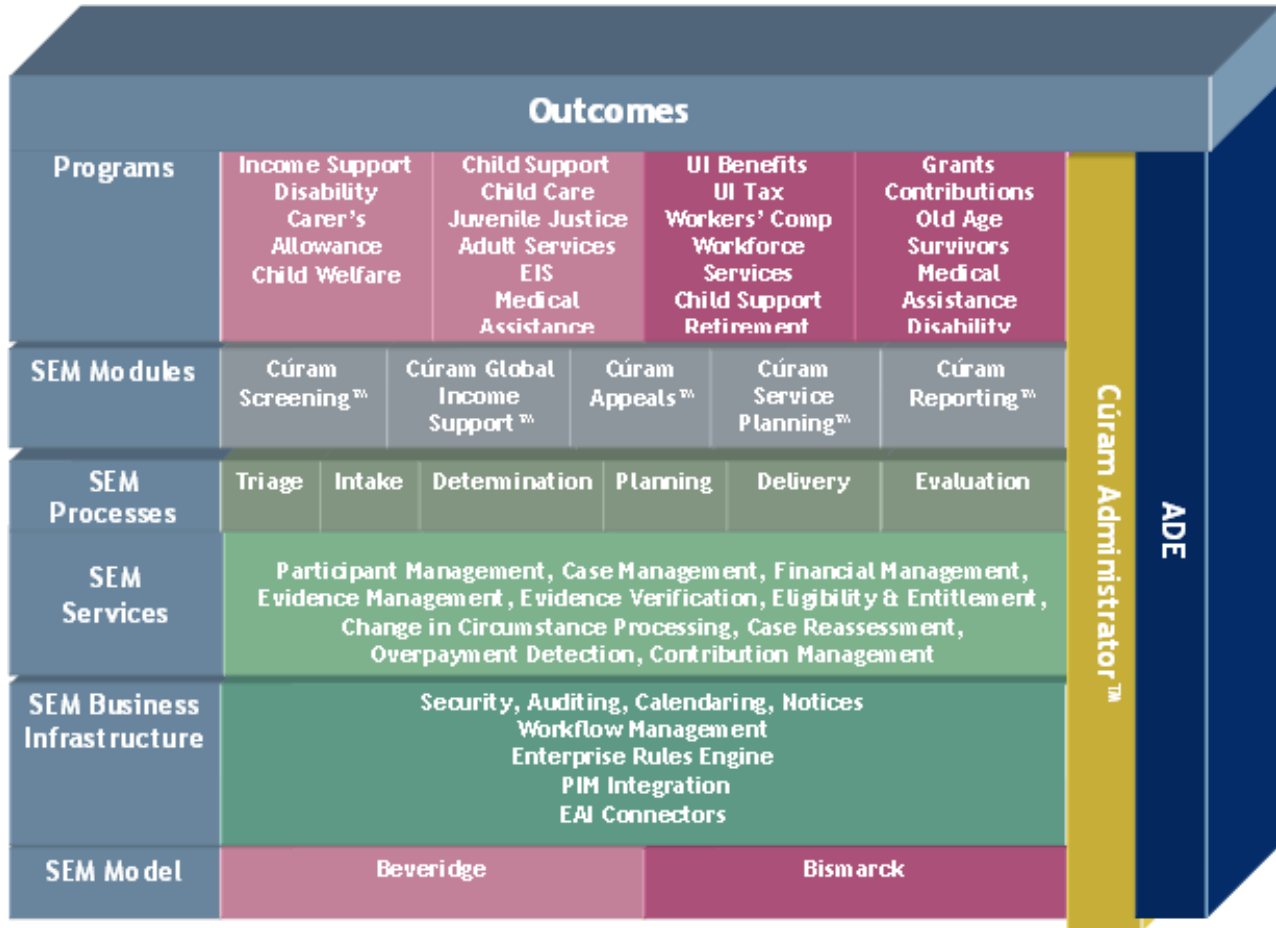 Outcomes
Programs
Income Support
Disability
Carer's
Allowance
Child Welfare
Child Support
Child Care
Juvenile Justice
Adult Services
EIS
Medical
Assistance
UI Benefits
UI Tax
Workers' Comp
Workforce
Services
Child Support
Retirement
Grants
Contributions
Old Age
Survivors
Medical
Assistance
Disability
SEM Modules
Cúram
Screening™
Cúram Global
Income
Support ™
Cúram
Appeals™
Cúram
Service
Planning™
Cúram
Reporting™
SEM
Processes
Triage
Intake
Determination
Planning
Delivery
Evaluation
SEM
Services
Participant Management, Case Management, Financial Management,
Evidence Management, Evidence Verification, Eligibility & Entitlement,
Change in Circumstance Processing, Case Reassessment,
Overpayment Detection, Contribution Management
SEM Business
Infrastructure
Security, Auditing, Calendaring, Notices
Workflow Management
Enterprise Rules Engine
PIM Integration
EAI Connectors
SEM Model
Beveridge
Bismarck
Cúram Administrator™
ADE